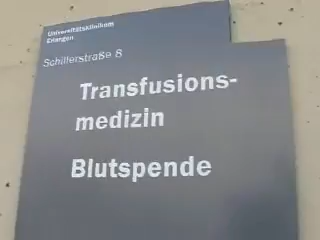 Universitätsklinikum
Erlangen
Schillerstraße 8
Transfusions-
medizin
Blutspende